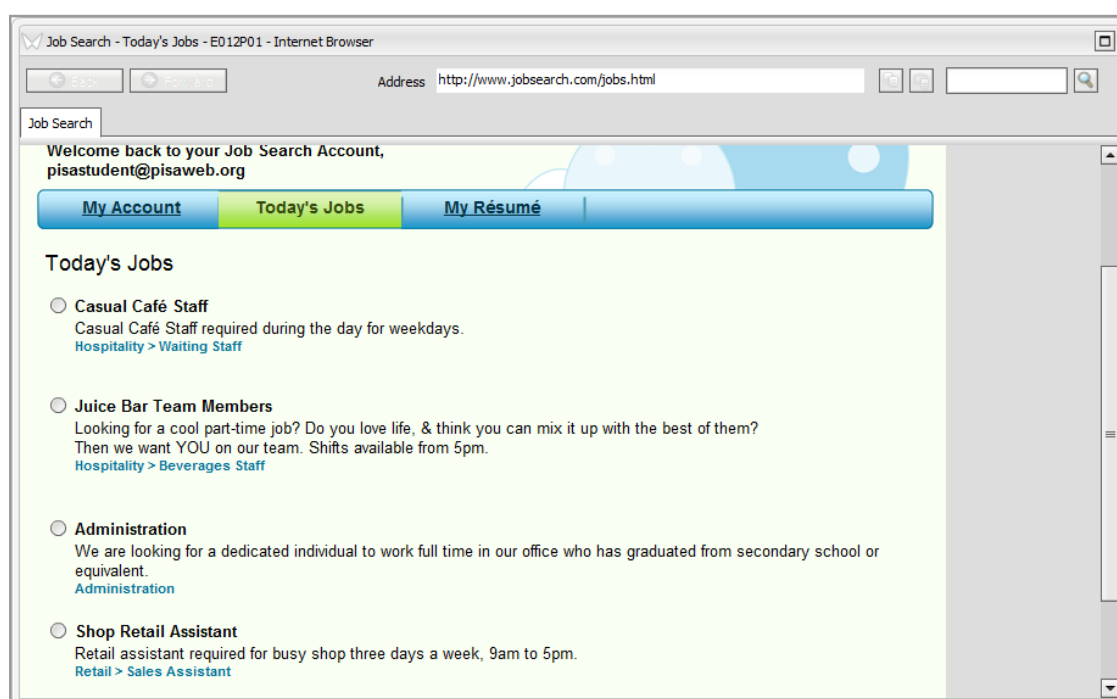 Job Search - Today's Jobs - E012P01 - Internet Browser
Back
Forward
Address
http://www.jobsearch.com/jobs.html
Job Search
Welcome back to your Job Search Account,
pisastudent@pisaweb.org
My Account
Today's Jobs
My Résumé
Today's Jobs
Casual Café Staff
Casual Café Staff required during the day for weekdays.
Hospitality > Waiting Staff
Juice Bar Team Members
Looking for a cool part-time job? Do you love life, & think you can mix it up with the best of them?
Then we want YOU on our team. Shifts available from 5pm.
Hospitality > Beverages Staff
Administration
We are looking for a dedicated individual to work full time in our office who has graduated from secondary school or
equivalent.
Administration
Shop Retail Assistant
Retail assistant required for busy shop three days a week, 9am to 5pm.
Retail > Sales Assistant